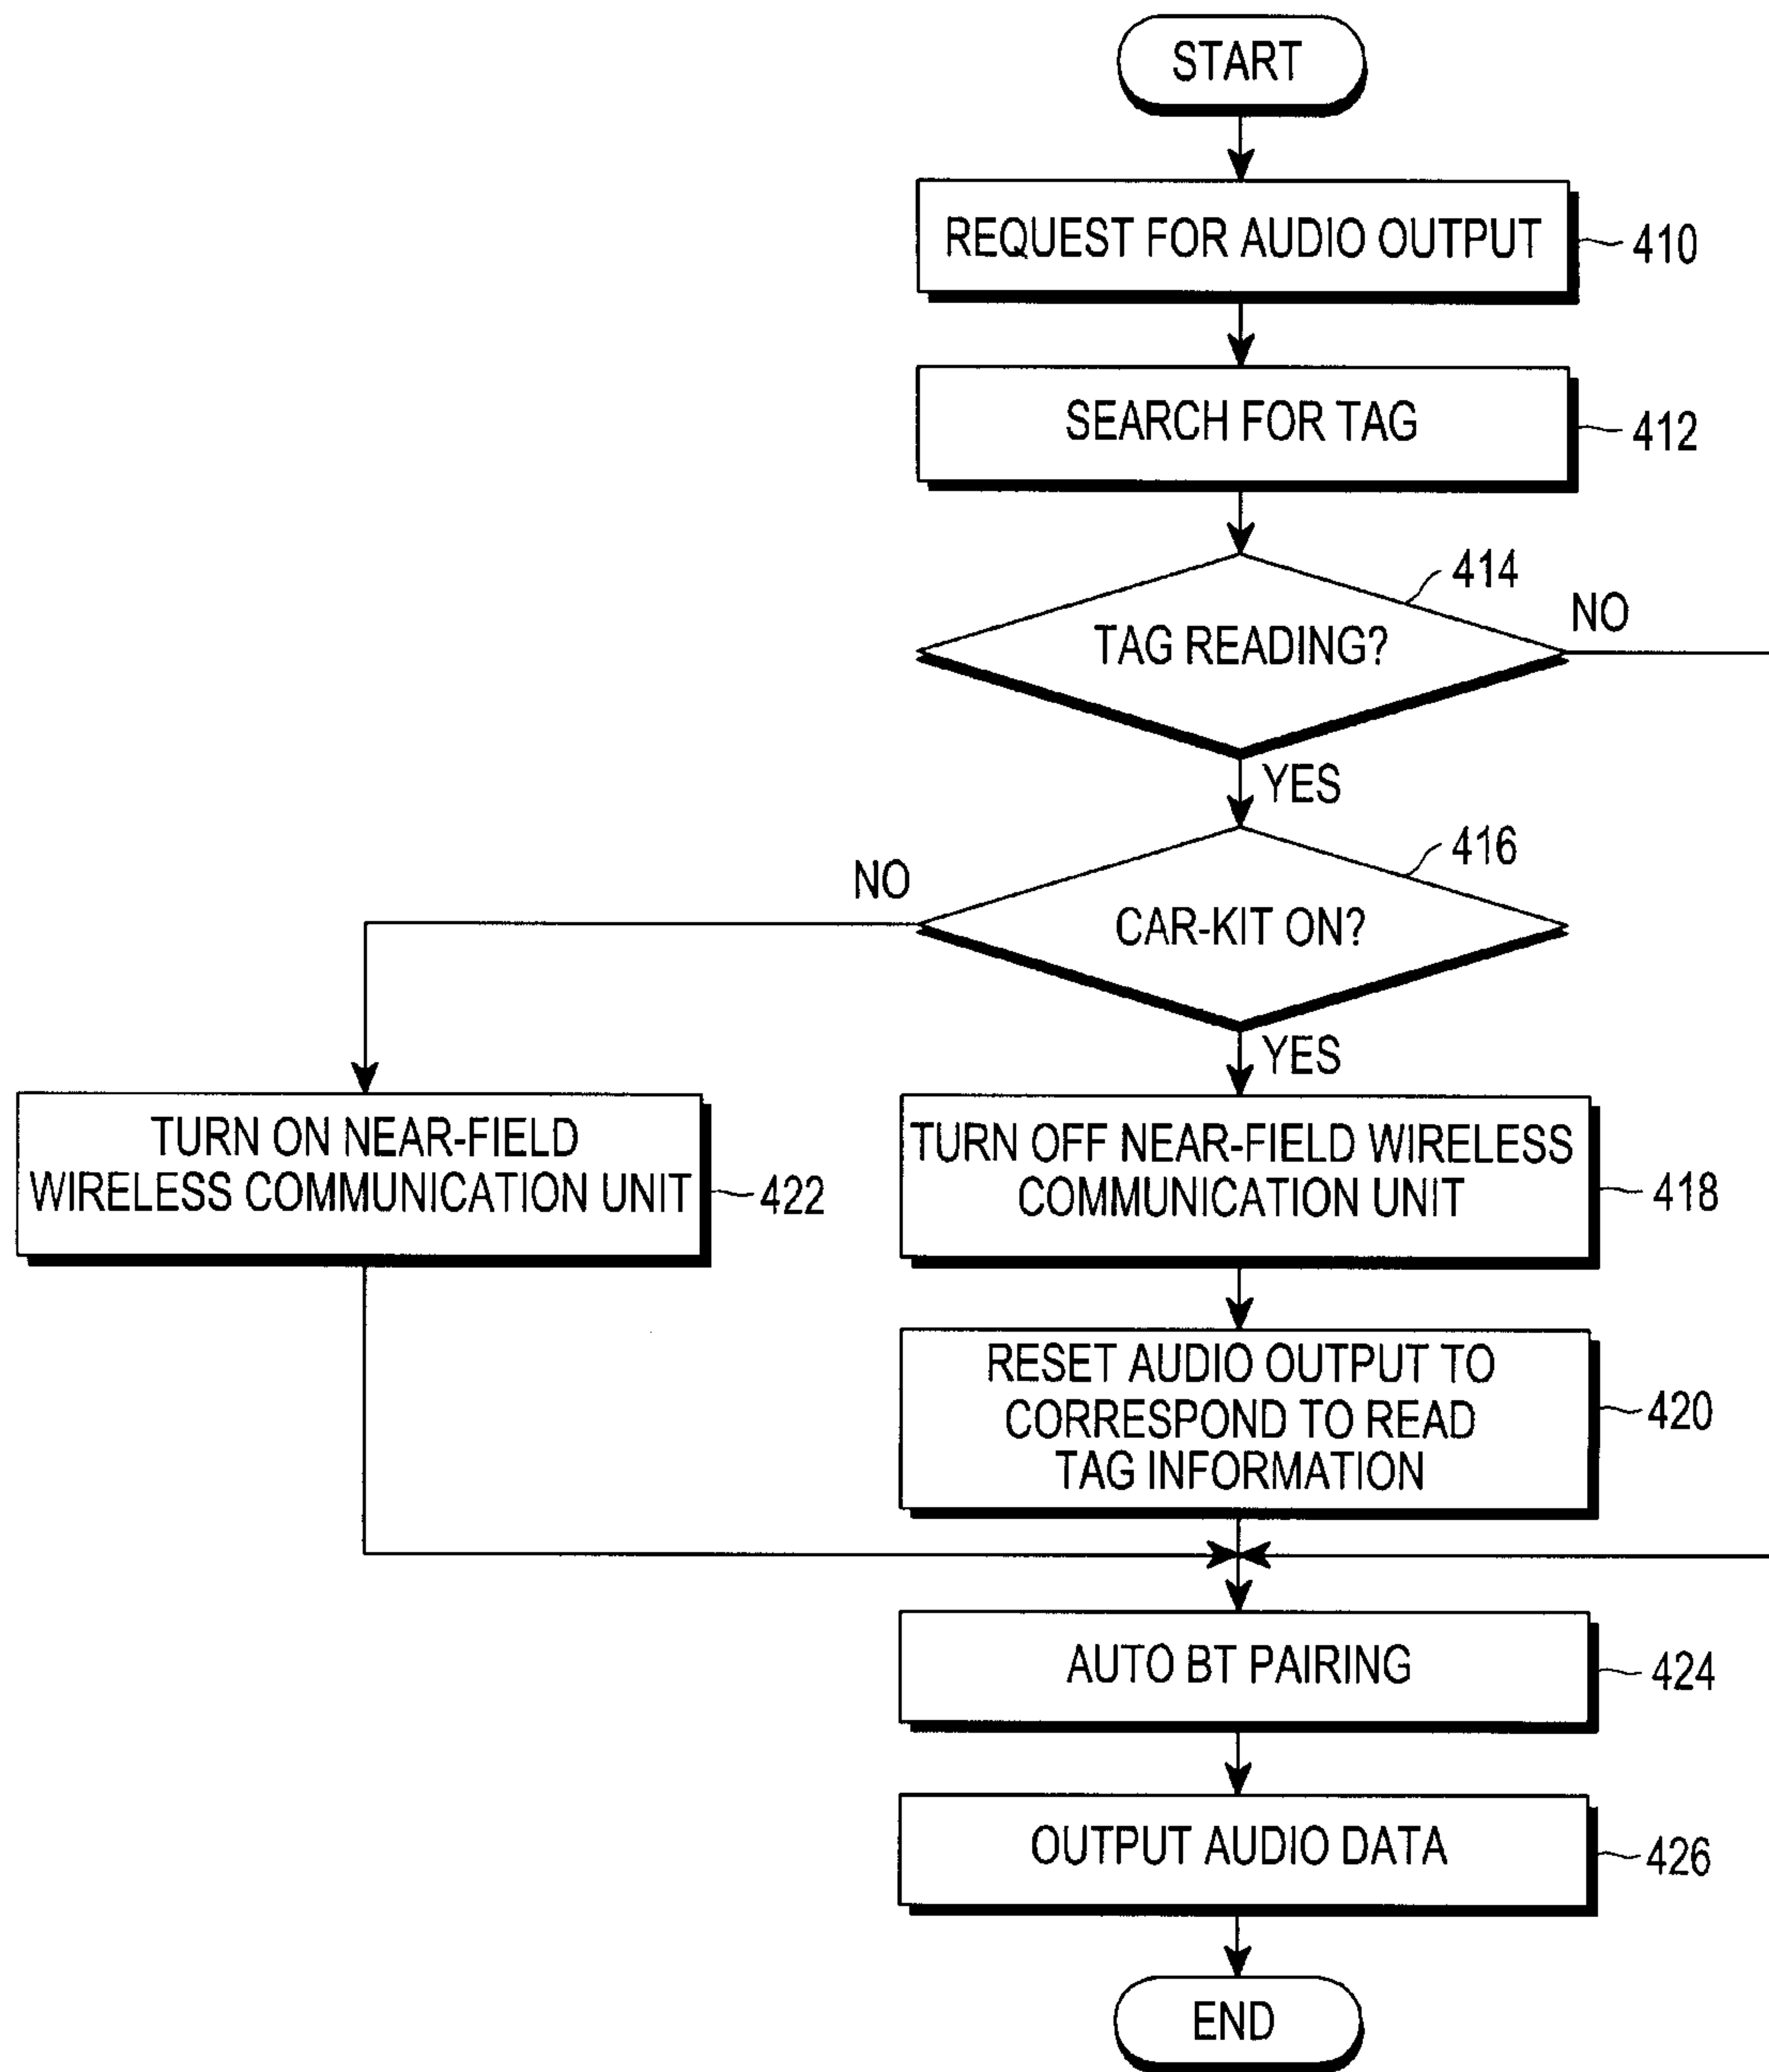 START
REQUEST FOR AUDIO OUTPUT
410
SEARCH FOR TAG
412
414
TAG READING?
NO
YES
416
NO
CAR-KIT ON?
YES
TURN ON NEAR-FIELD
WIRELESS COMMUNICATION UNIT
422
TURN OFF NEAR-FIELD WIRELESS
COMMUNICATION UNIT
418
RESET AUDIO OUTPUT TO
CORRESPOND TO READ
TAG INFORMATION
420
AUTO BT PAIRING
424
OUTPUT AUDIO DATA
426
END